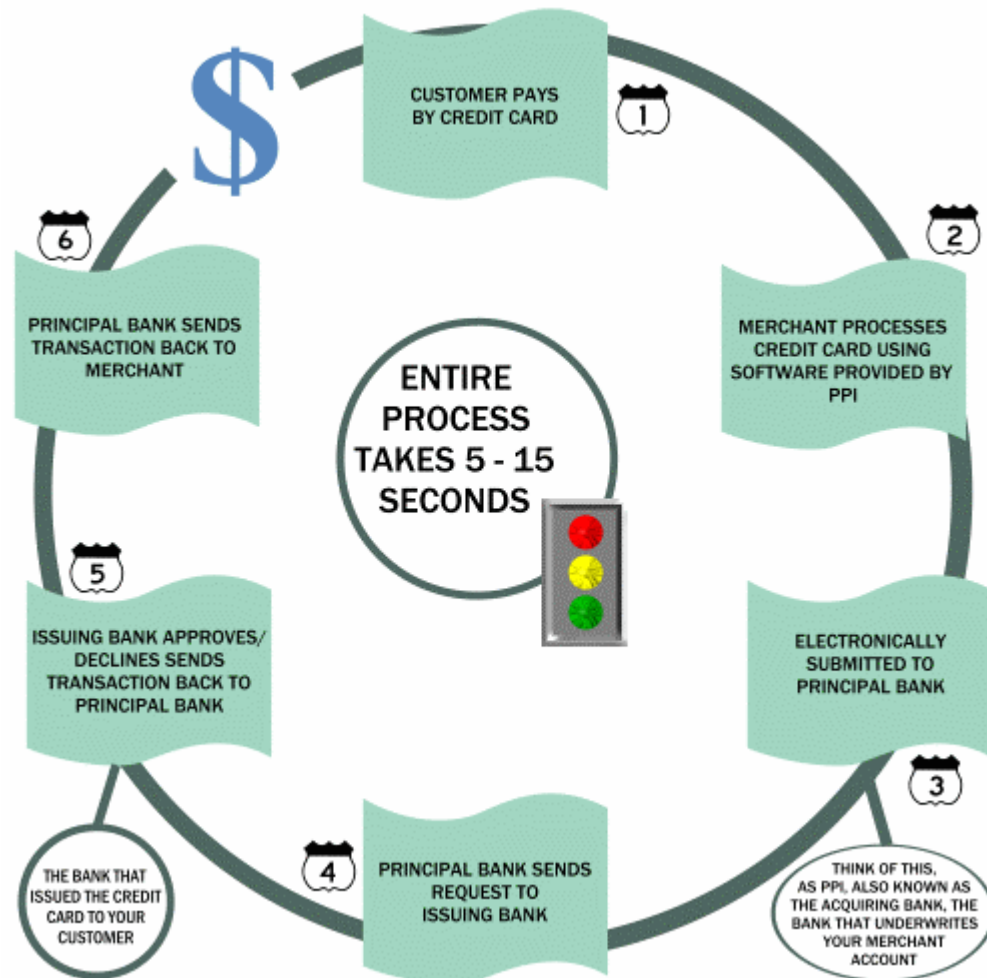 $
CUSTOMER PAYS
BY CREDIT CARD
1
2
MERCHANT PROCESSES
CREDIT CARD USING
SOFTWARE PROVIDED BY
PPI
ELECTRONICALLY
SUBMITTED TO
PRINCIPAL BANK
3
THINK OF THIS,
AS PPI, ALSO KNOWN AS
THE ACQUIRING BANK, THE
BANK THAT UNDERWRITES
YOUR MERCHANT
ACCOUNT
4
PRINCIPAL BANK SENDS
REQUEST TO
ISSUING BANK
5
ISSUING BANK APPROVES/
DECLINES SENDS
TRANSACTION BACK TO
PRINCIPAL BANK
THE BANK THAT
ISSUED THE CREDIT
CARD TO YOUR
CUSTOMER
6
PRINCIPAL BANK SENDS
TRANSACTION BACK TO
MERCHANT
ENTIRE
PROCESS
TAKES 5 - 15
SECONDS